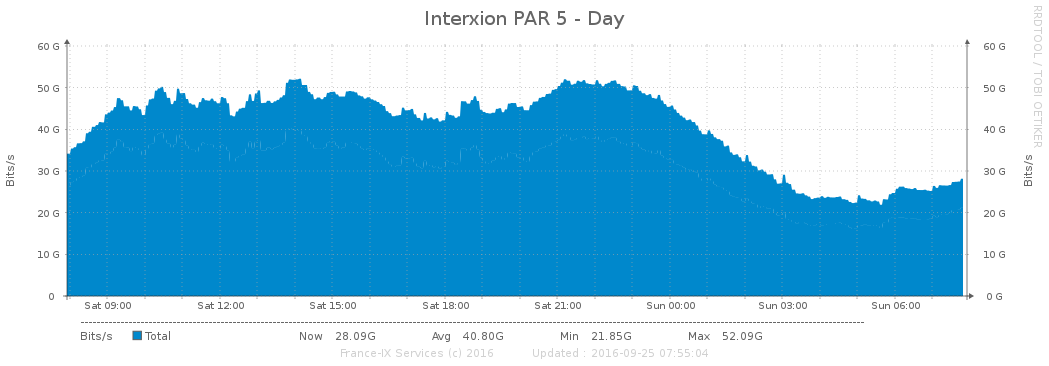 Interxion PAR 5 - Day
RRDTOOL / TOBI OETIKER
60 G 60 G
50 G 50 G
40 G 40 G
30 G 30 G
20 G 20 G
10 G 10 G
0 0 G
Bits/s
Bits/s
Sat 09:00 Sat 12:00 Sat 15:00 Sat 18:00 Sat 21:00 Sun 00:00 Sun 03:00 Sun 06:00
Bits/s Total Now 28.09G Avg 40.80G Min 21.85G Max 52.09G
France-IX Services (c) 2016 Updated : 2016-09-25 07:55:04